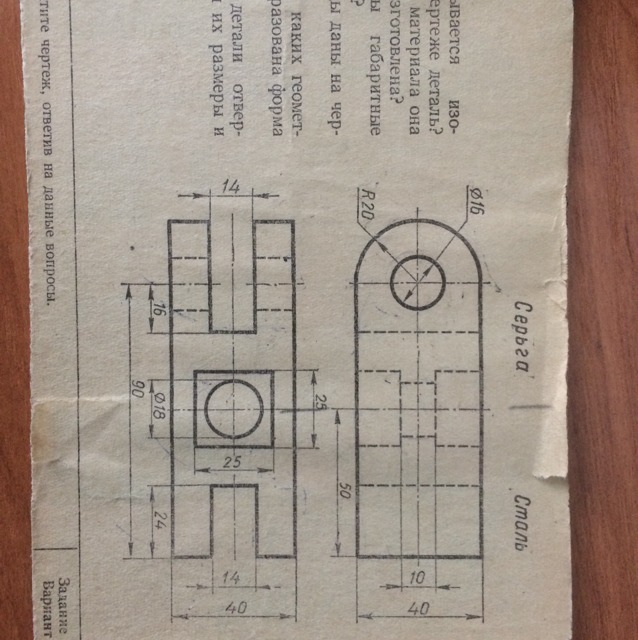 Серьга Сталь
ывается изо-
ертеже деталь?
материала она
зготовлена?
ы габаритные
?
ы даны на чер-
каких геомет-
разована форма
детали отвер-
их размеры и
Ø16
R20
10
40
50
14
25
25
14
40
16
Ø18
24
90
тите чертеж, ответив на данные вопросы.
Задание
Вариант